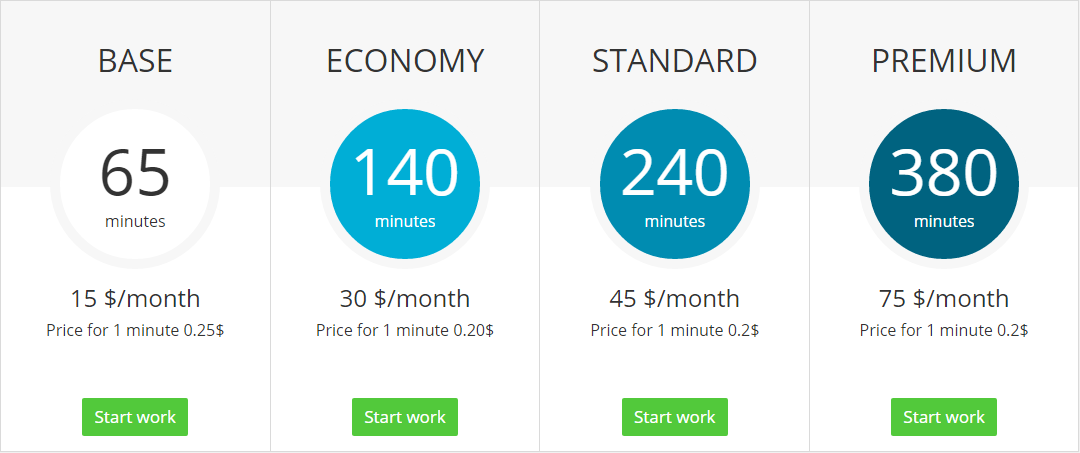 BASE
65
minutes
15 $/month
Price for 1 minute 0.25$
Start work
ECONOMY
140
minutes
30 $/month
Price for 1 minute 0.20$
Start work
STANDARD
240
minutes
45 $/month
Price for 1 minute 0.2$
Start work
PREMIUM
380
minutes
75 $/month
Price for 1 minute 0.2$
Start work